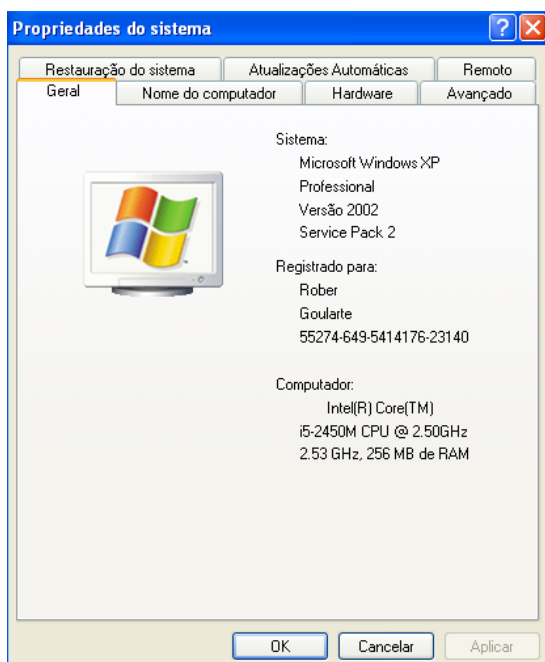 Propriedades do sistema
Restauração do sistema
Atualizações Automáticas
Remoto
Geral
Nome do computador
Hardware
Avançado
Sistema:
Microsoft Windows XP
Professional
Versão 2002
Service Pack 2
Registrado para:
Rober
Goularte
55274-649-5414176-23140
Computador:
Intel(R) Core(TM)
i5-2450M CPU @ 2.50GHz
2.53 GHz, 256 MB de RAM
OK
Cancelar
Aplicar